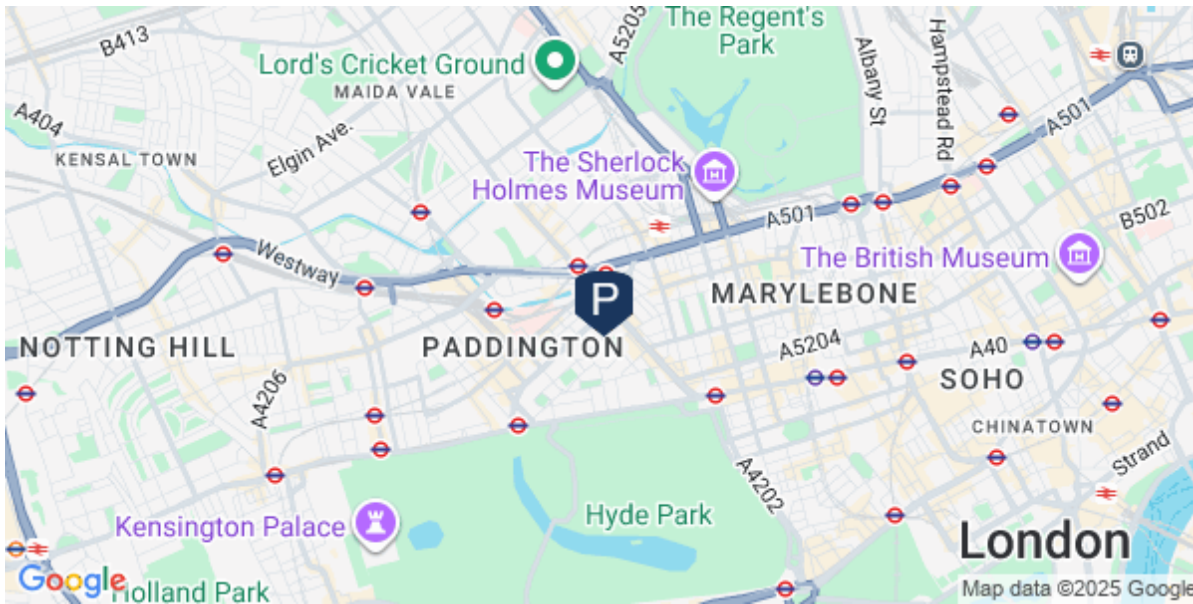 The Regent's
Park
B413
A5205
Albany St
Hampstead Rd
Lord's Cricket Ground
MAIDA VALE
A404
Elgin Ave.
A501
KENSAL TOWN
The Sherlock
Holmes Museum
A501
B502
Westway
The British Museum
MARYLEBONE
P
NOTTING HILL
PADDINGTON
A5204
A40
A4206
SOHO
CHINATOWN
Strand
A4202
Kensington Palace
Hyde Park
London
Google
Holland Park
Map data ©2025 Google